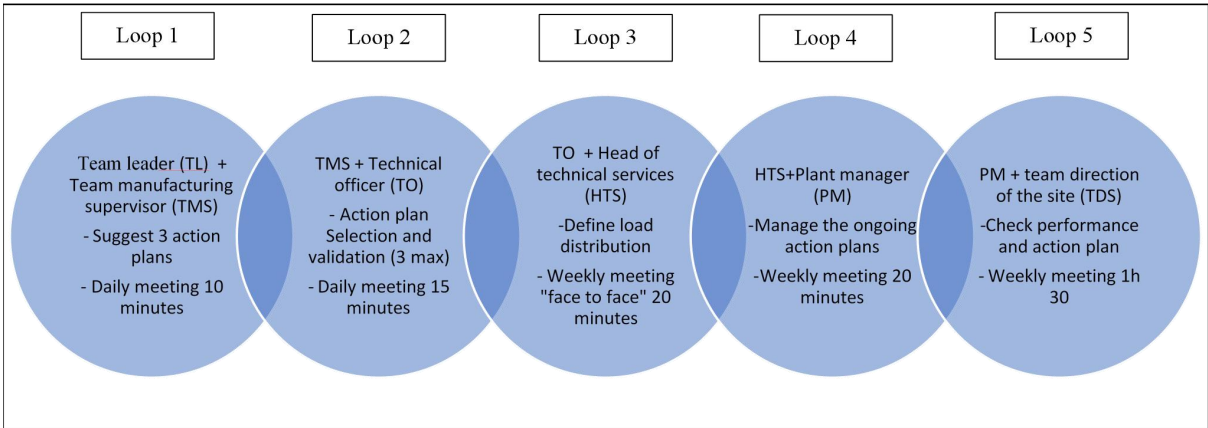 Loop 1
Loop 2
Loop 3
Loop 4
Loop 5
Team leader (TL) +
Team manufacturing
supervisor (TMS)
- Suggest 3 action
plans
- Daily meeting 10
minutes
TMS + Technical
officer (TO)
- Action plan
Selection and
validation (3 max)
- Daily meeting 15
minutes
TO + Head of
technical services
(HTS)
-Define load
distribution
- Weekly meeting
"face to face" 20
minutes
HTS+Plant manager
(PM)
-Manage the ongoing
action plans
-Weekly meeting 20
minutes
PM + team direction
of the site (TDS)
-Check performance
and action plan
- Weekly meeting 1h
30